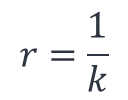 r = 1/k